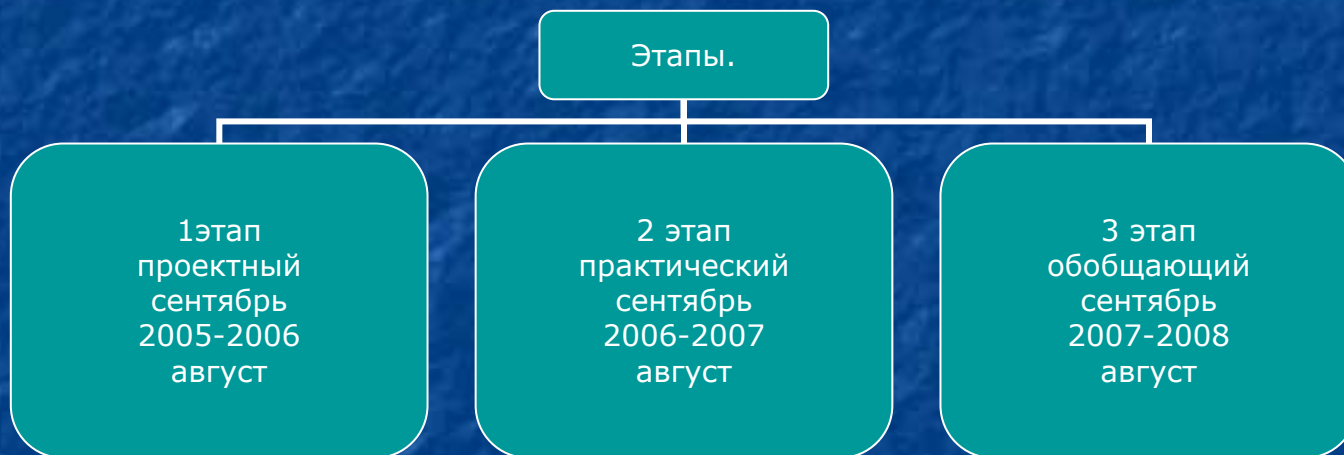 Этапы.
1этап
проектный
сентябрь
2005-2006
август
2 этап
практический
сентябрь
2006-2007
август
3 этап
обобщающий
сентябрь
2007-2008
август